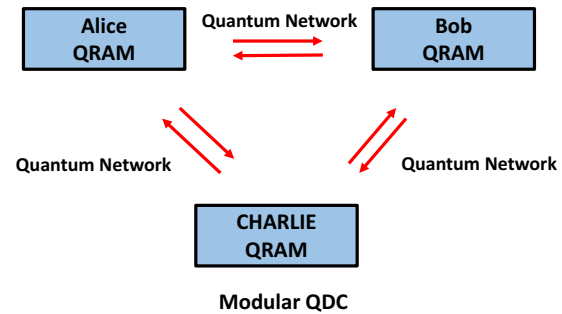 Alice
QRAM
Quantum Network
Bob
QRAM
Quantum Network
Quantum Network
CHARLIE
QRAM
Modular QDC